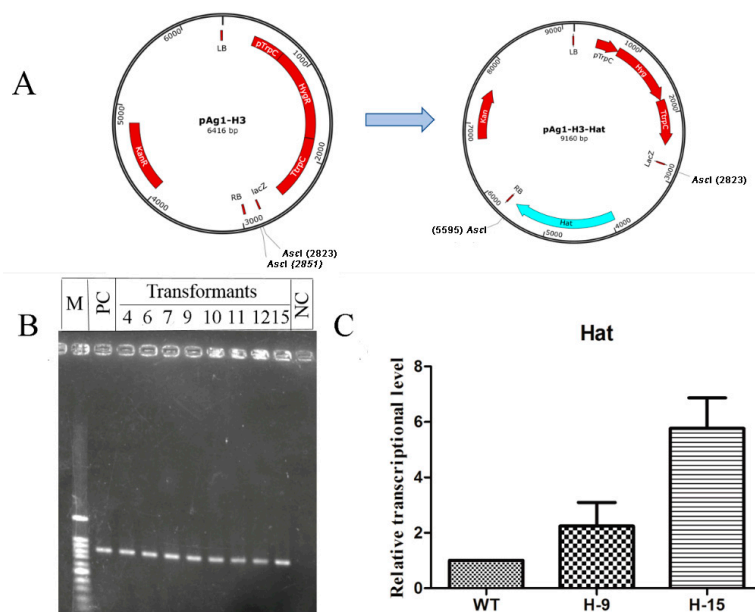 A
6000
LB
pTrpC
1000
HygR
pAg1-H3
6416 bp
5000
KanR
TtrpC
2000
4000
RB
lacZ
3000
AscI (2823)
AscI (2851)
9000
LB
pTrpC
1000
Hyg
8000
Kan
pAg1-H3-Hat
9160 bp
TtrpC
2000
7000
LacZ
3000
AscI (2823)
6000
RB
Hat
(5595) AscI
5000
4000
B
M
PC
Transformants
4 6 7 9 10 11 12 15
NC
C
Hat
Relative transcriptional level
8
6
4
2
0
WT H-9 H-15